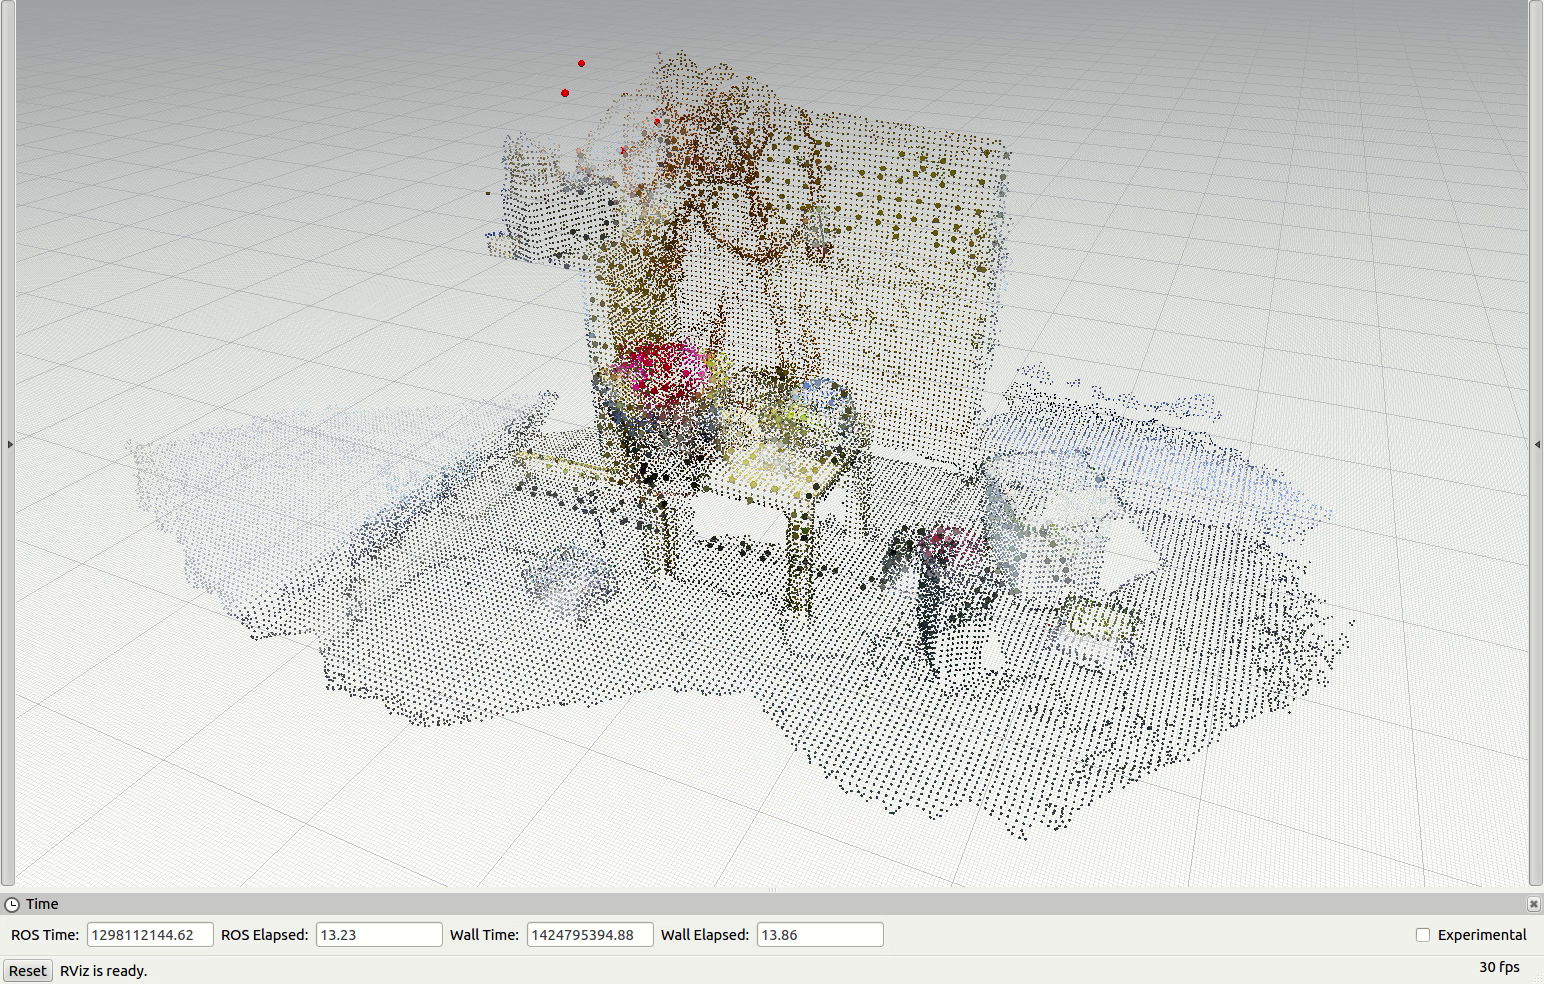 Time
ROS Time: 1298112144.62 ROS Elapsed: 13.23 Wall Time: 1424795394.88 Wall Elapsed: 13.86 Experimental
Reset RViz is ready. 30 fps